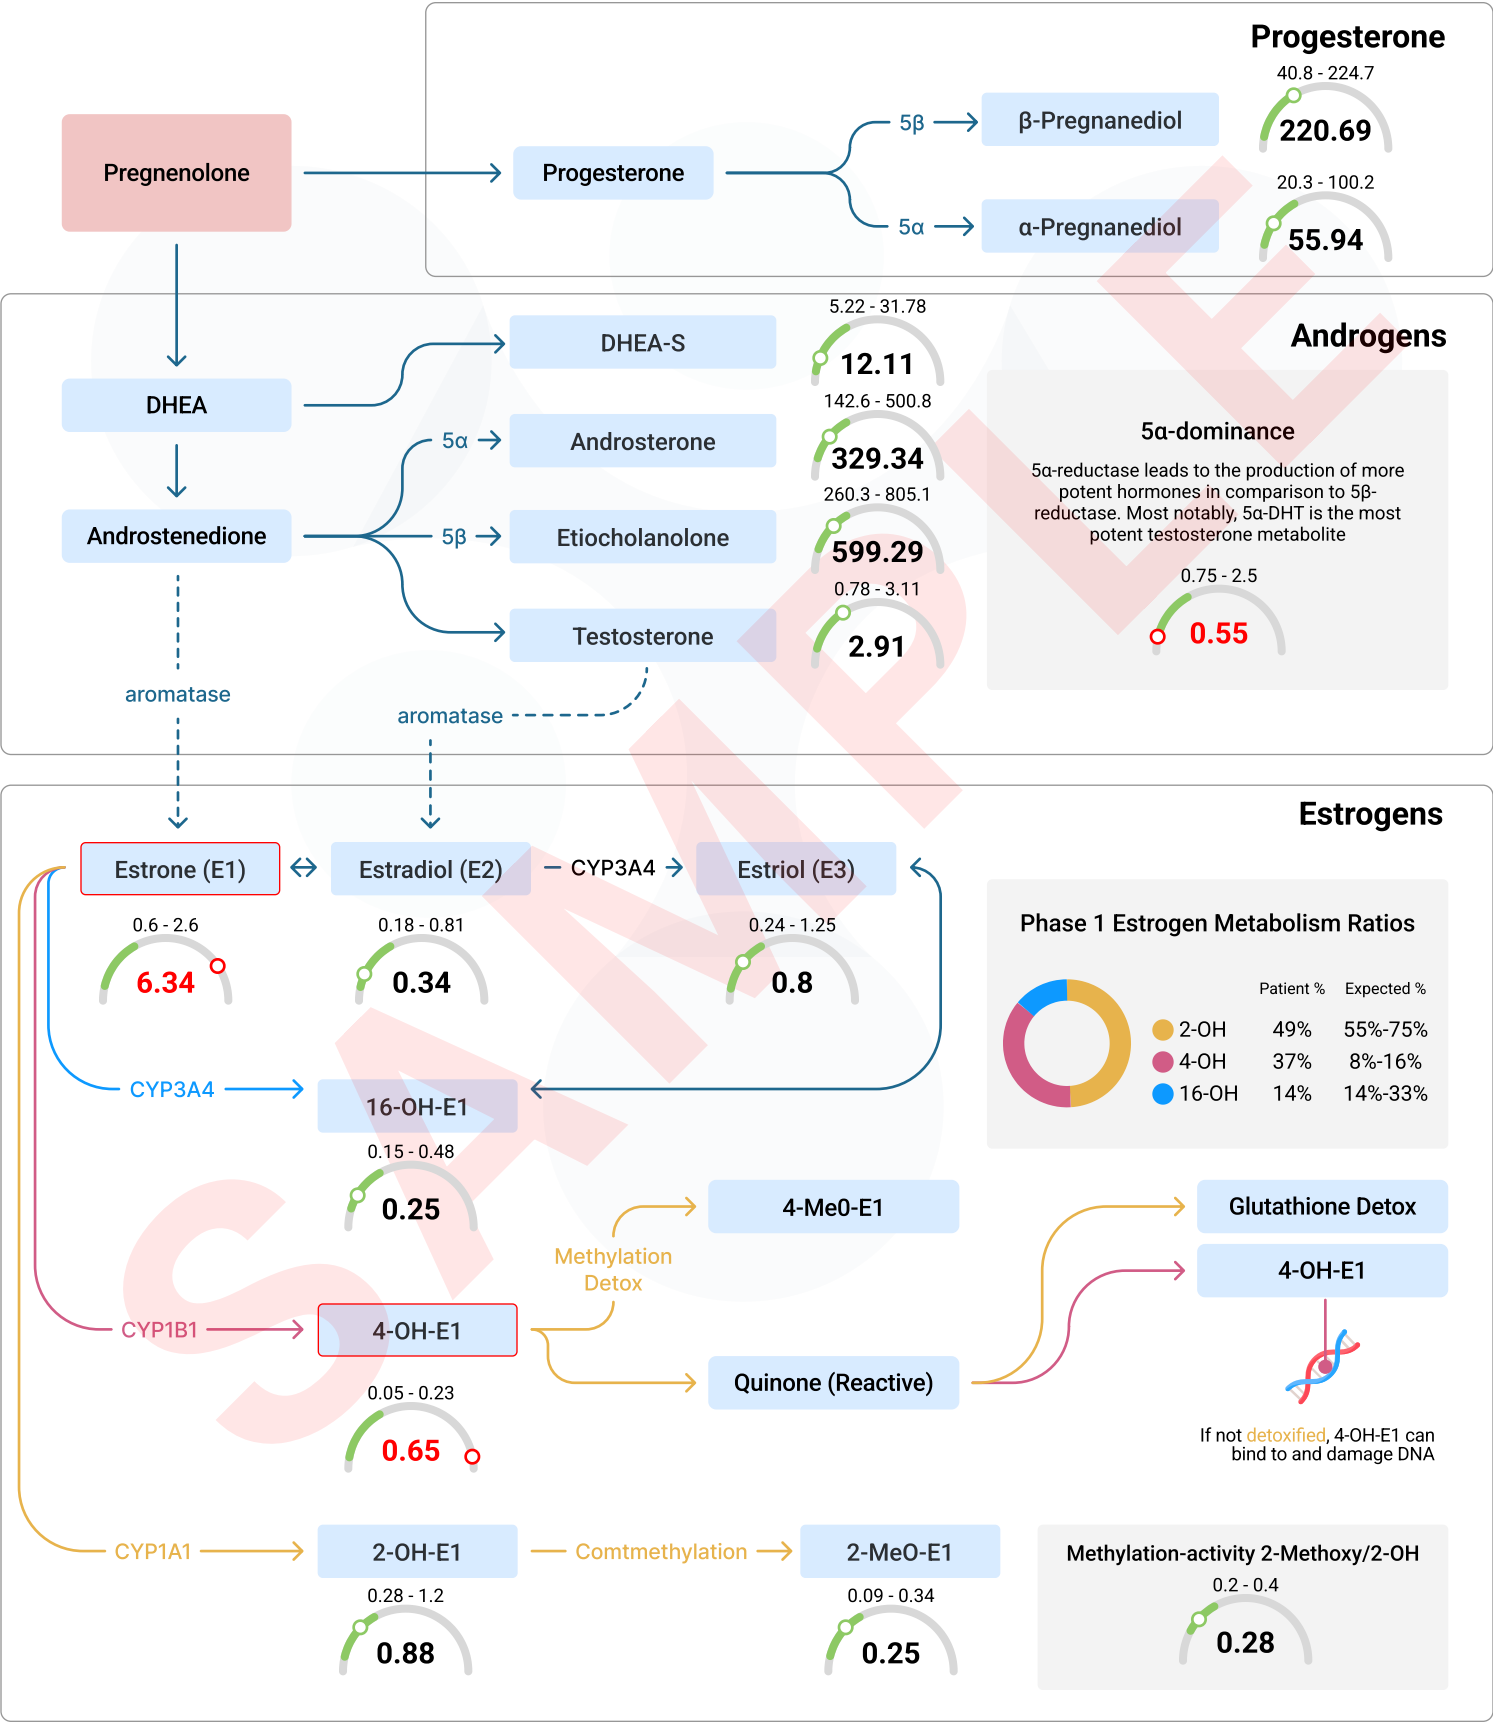 Progesterone
40.8 - 224.7
220.69
Pregnenolone
Progesterone
5β
β-Pregnanediol
5α
α-Pregnanediol
20.3 - 100.2
55.94
Androgens
DHEA
DHEA-S
5.22 - 31.78
12.11
5α
Androsterone
142.6 - 500.8
329.34
Androstenedione
5β
Etiocholanolone
260.3 - 805.1
599.29
Testosterone
0.78 - 3.11
2.91
5α-dominance
5α-reductase leads to the production of more
potent hormones in comparison to 5β-
reductase. Most notably, 5α-DHT is the most
potent testosterone metabolite
0.75 - 2.5
0.55
aromatase
aromatase
Estrogens
Estrone (E1)
Estradiol (E2)
CYP3A4
Estriol (E3)
0.6 - 2.6
6.34
0.18 - 0.81
0.34
0.24 - 1.25
0.8
Phase 1 Estrogen Metabolism Ratios
Patient % Expected %
2-OH 49% 55%-75%
4-OH 37% 8%-16%
16-OH 14% 14%-33%
CYP3A4
16-OH-E1
0.15 - 0.48
0.25
CYP1B1
4-OH-E1
0.05 - 0.23
0.65
Methylation
Detox
4-Me0-E1
Quinone (Reactive)
Glutathione Detox
4-OH-E1
If not detoxified, 4-OH-E1 can
bind to and damage DNA
CYP1A1
2-OH-E1
0.28 - 1.2
0.88
Comtmethylation
2-MeO-E1
0.09 - 0.34
0.25
Methylation-activity 2-Methoxy/2-OH
0.2 - 0.4
0.28
SAMPLE